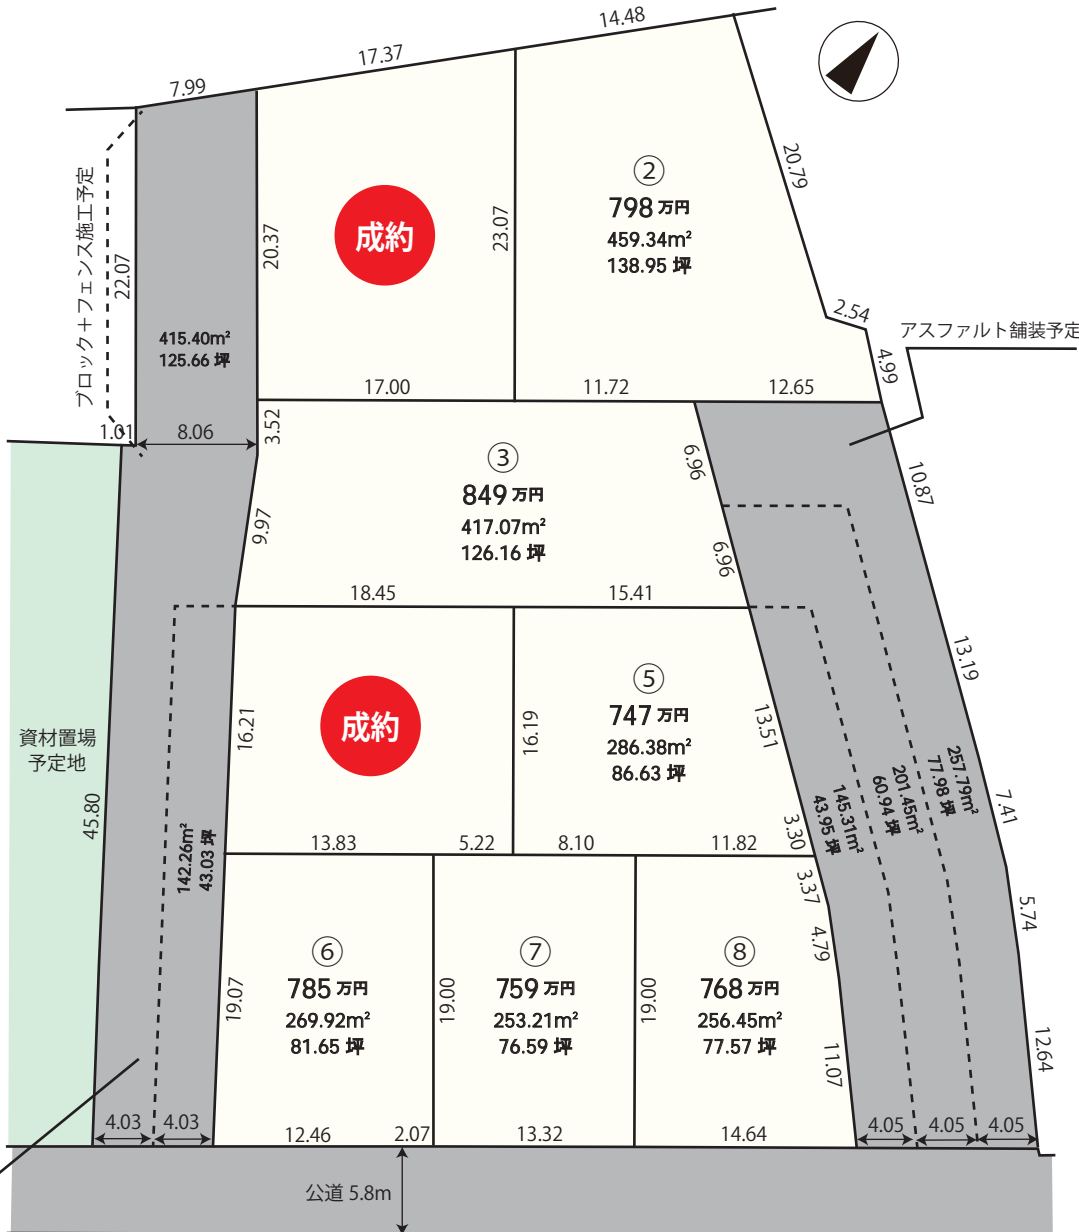 14.48
17.37
7.99
ブロック＋フェンス施工予定
22.07
20.37
成約
23.07
②
798 万円
459.34m²
138.95 坪
20.79
2.54
4.99
アスファルト舗装予定
415.40m²
125.66 坪
17.00
11.72
12.65
1.01
8.06
3.52
③
849 万円
417.07m²
126.16 坪
6.96
10.87
9.97
6.96
18.45
15.41
13.19
資材置場
予定地
16.21
成約
16.19
⑤
747 万円
286.38m²
86.63 坪
13.51
257.79m²
77.98 坪
201.45m²
60.94 坪
145.31m²
43.95 坪
7.41
45.80
142.26m²
43.03 坪
13.83
5.22
8.10
11.82
3.30
3.37
5.74
4.79
⑥
785 万円
269.92m²
81.65 坪
19.07
19.00
⑦
759 万円
253.21m²
76.59 坪
19.00
⑧
768 万円
256.45m²
77.57 坪
11.07
12.64
4.03
4.03
12.46
2.07
13.32
14.64
4.05
4.05
4.05
公道 5.8m